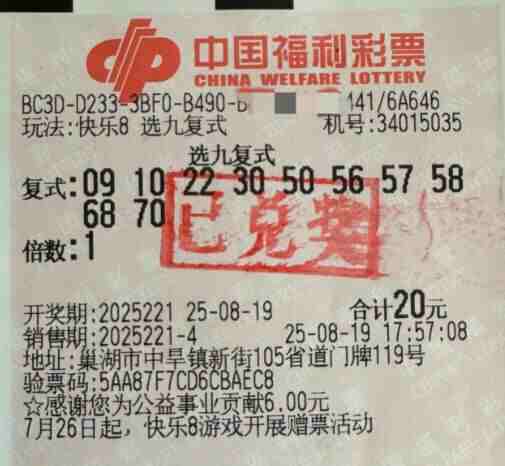 中国福利彩票
CHINA WELFARE LOTTERY
BC3D-D233-3BF0-B490- 141/6A646
玩法:快乐8 选九复式 机号:34015035
选九复式
复式:09 10 22 30 50 56 57 58
68 70
已兑奖
倍数:1
开奖期:2025221 25-08-19 合计20元
销售期:2025221-4 25-08-19 17:57:08
地址:巢湖市中旱镇新街105省道门牌119号
验票码:5AA87F7CD6CBAEC8
☆感谢您为公益事业贡献6.00元
7月26日起，快乐8游戏开展赠票活动